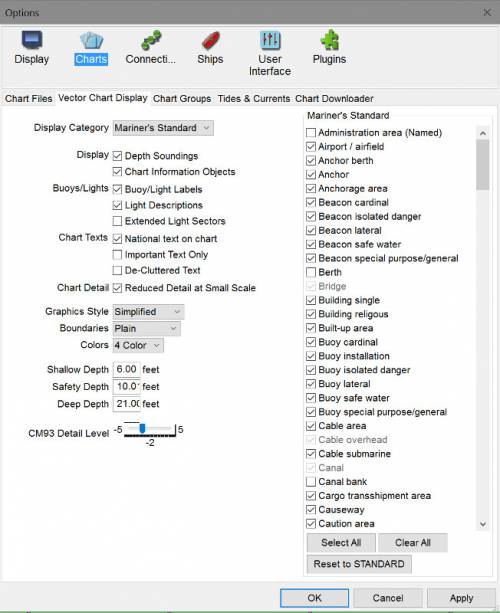 Options
Display Charts Connecti... Ships User Interface Plugins
Chart Files Vector Chart Display Chart Groups Tides & Currents Chart Downloader
Display Category Mariner's Standard
Display Depth Soundings
Chart Information Objects
Buoys/Lights Buoy/Light Labels
Light Descriptions
Extended Light Sectors
Chart Texts National text on chart
Important Text Only
De-Cluttered Text
Chart Detail Reduced Detail at Small Scale
Graphics Style Simplified
Boundaries Plain
Colors 4 Color
Shallow Depth 6.00 feet
Safety Depth 10.01 feet
Deep Depth 21.00 feet
CM93 Detail Level -5 5
-2
Mariner's Standard
Administration area (Named)
Airport / airfield
Anchor berth
Anchor
Anchorage area
Beacon cardinal
Beacon isolated danger
Beacon lateral
Beacon safe water
Beacon special purpose/general
Berth
Bridge
Building single
Building religous
Built-up area
Buoy cardinal
Buoy installation
Buoy isolated danger
Buoy lateral
Buoy safe water
Buoy special purpose/general
Cable area
Cable overhead
Cable submarine
Canal
Canal bank
Cargo transshipment area
Causeway
Caution area
Select All Clear All
Reset to STANDARD
OK Cancel Apply